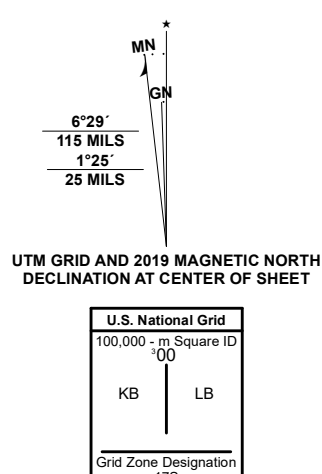 ★
MN
GN
6°29´
115 MILS
1°25´
25 MILS
UTM GRID AND 2019 MAGNETIC NORTH
DECLINATION AT CENTER OF SHEET
U.S. National Grid
100,000 - m Square ID
³00
KB LB
Grid Zone Designation